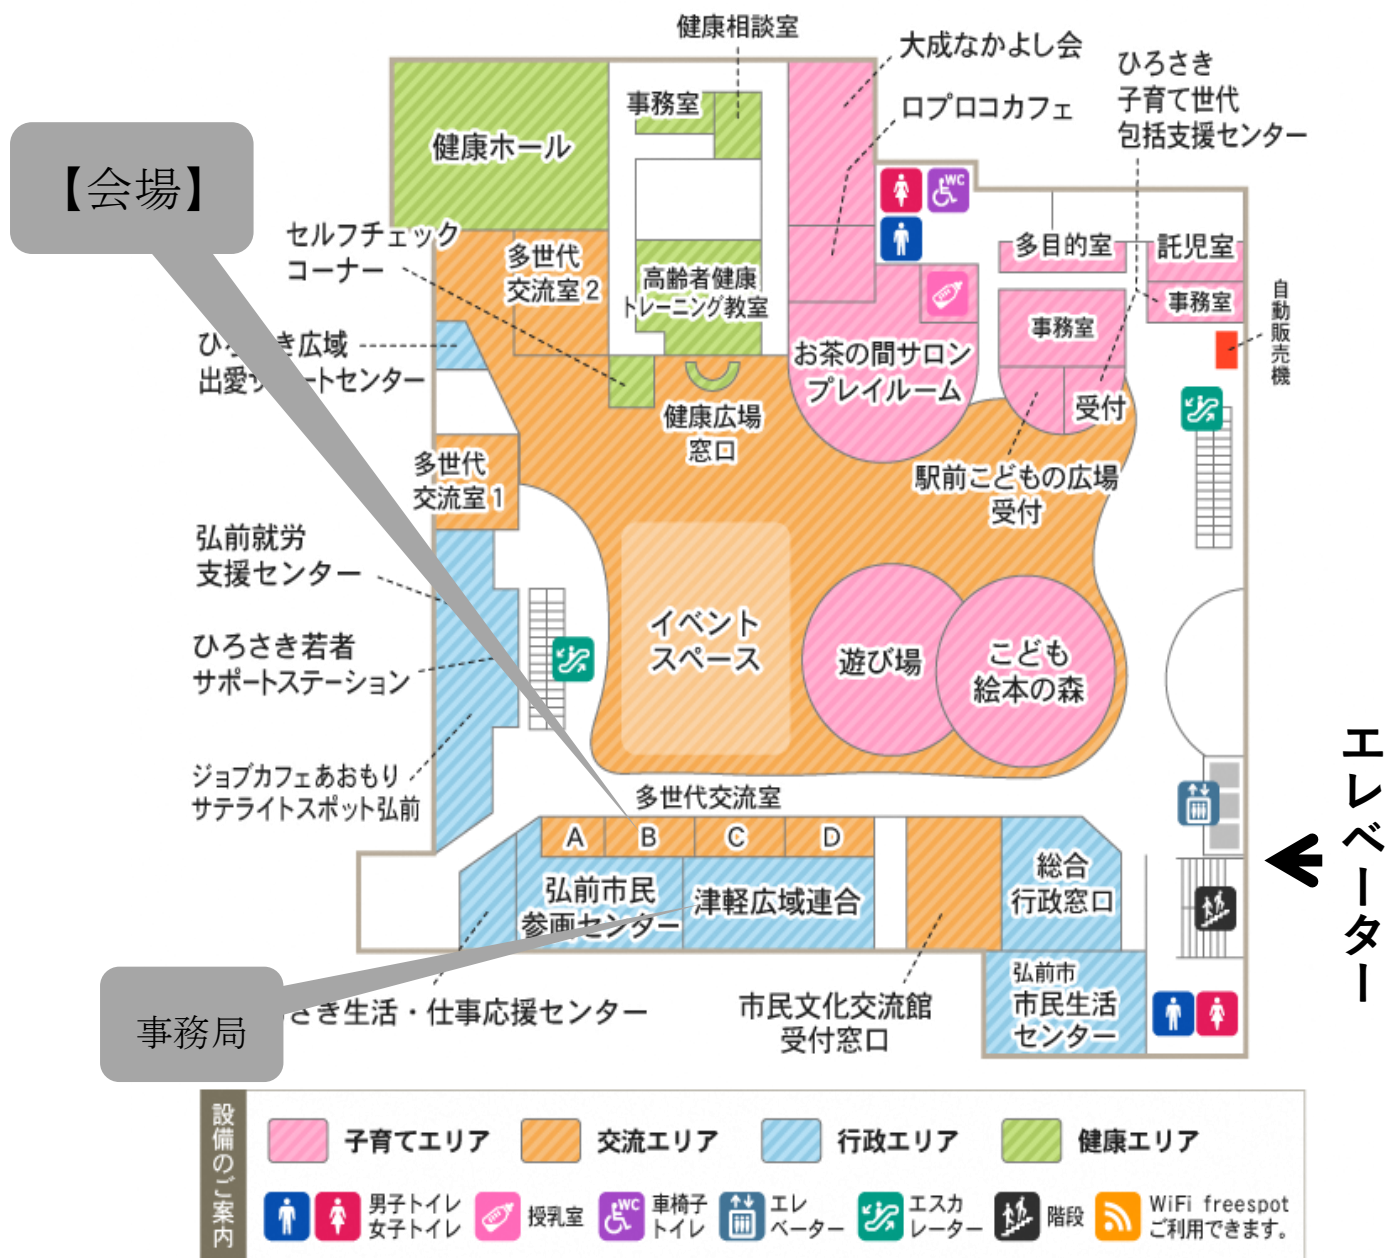 健康相談室
大成なかよし会
ひろさき
子育て世代
包括支援センター
ロプロコカフェ
事務室
健康ホール
【会場】
WC
セルフチェック
コーナー
多世代
交流室2
高齢者健康
トレーニング教室
多目的室
託児室
事務室
事務室
自動販売機
ひろさき広域
出愛サポートセンター
お茶の間サロン
プレイルーム
受付
健康広場
窓口
多世代
交流室1
駅前こどもの広場
受付
弘前就労
支援センター
イベント
スペース
遊び場
こども
絵本の森
ひろさき若者
サポートステーション
エレベーター
ジョブカフェあおもり
サテライトスポット弘前
多世代交流室
A
B
C
D
弘前市民
参画センター
津軽広域連合
総合
行政窓口
弘前市
市民生活
センター
事務局
さき生活・仕事応援センター
市民文化交流館
受付窓口
設備のご案内
子育てエリア
交流エリア
行政エリア
健康エリア
男子トイレ
女子トイレ
授乳室
WC
車椅子
トイレ
エレ
ベーター
エスカ
レーター
階段
WiFi freespot
ご利用できます。